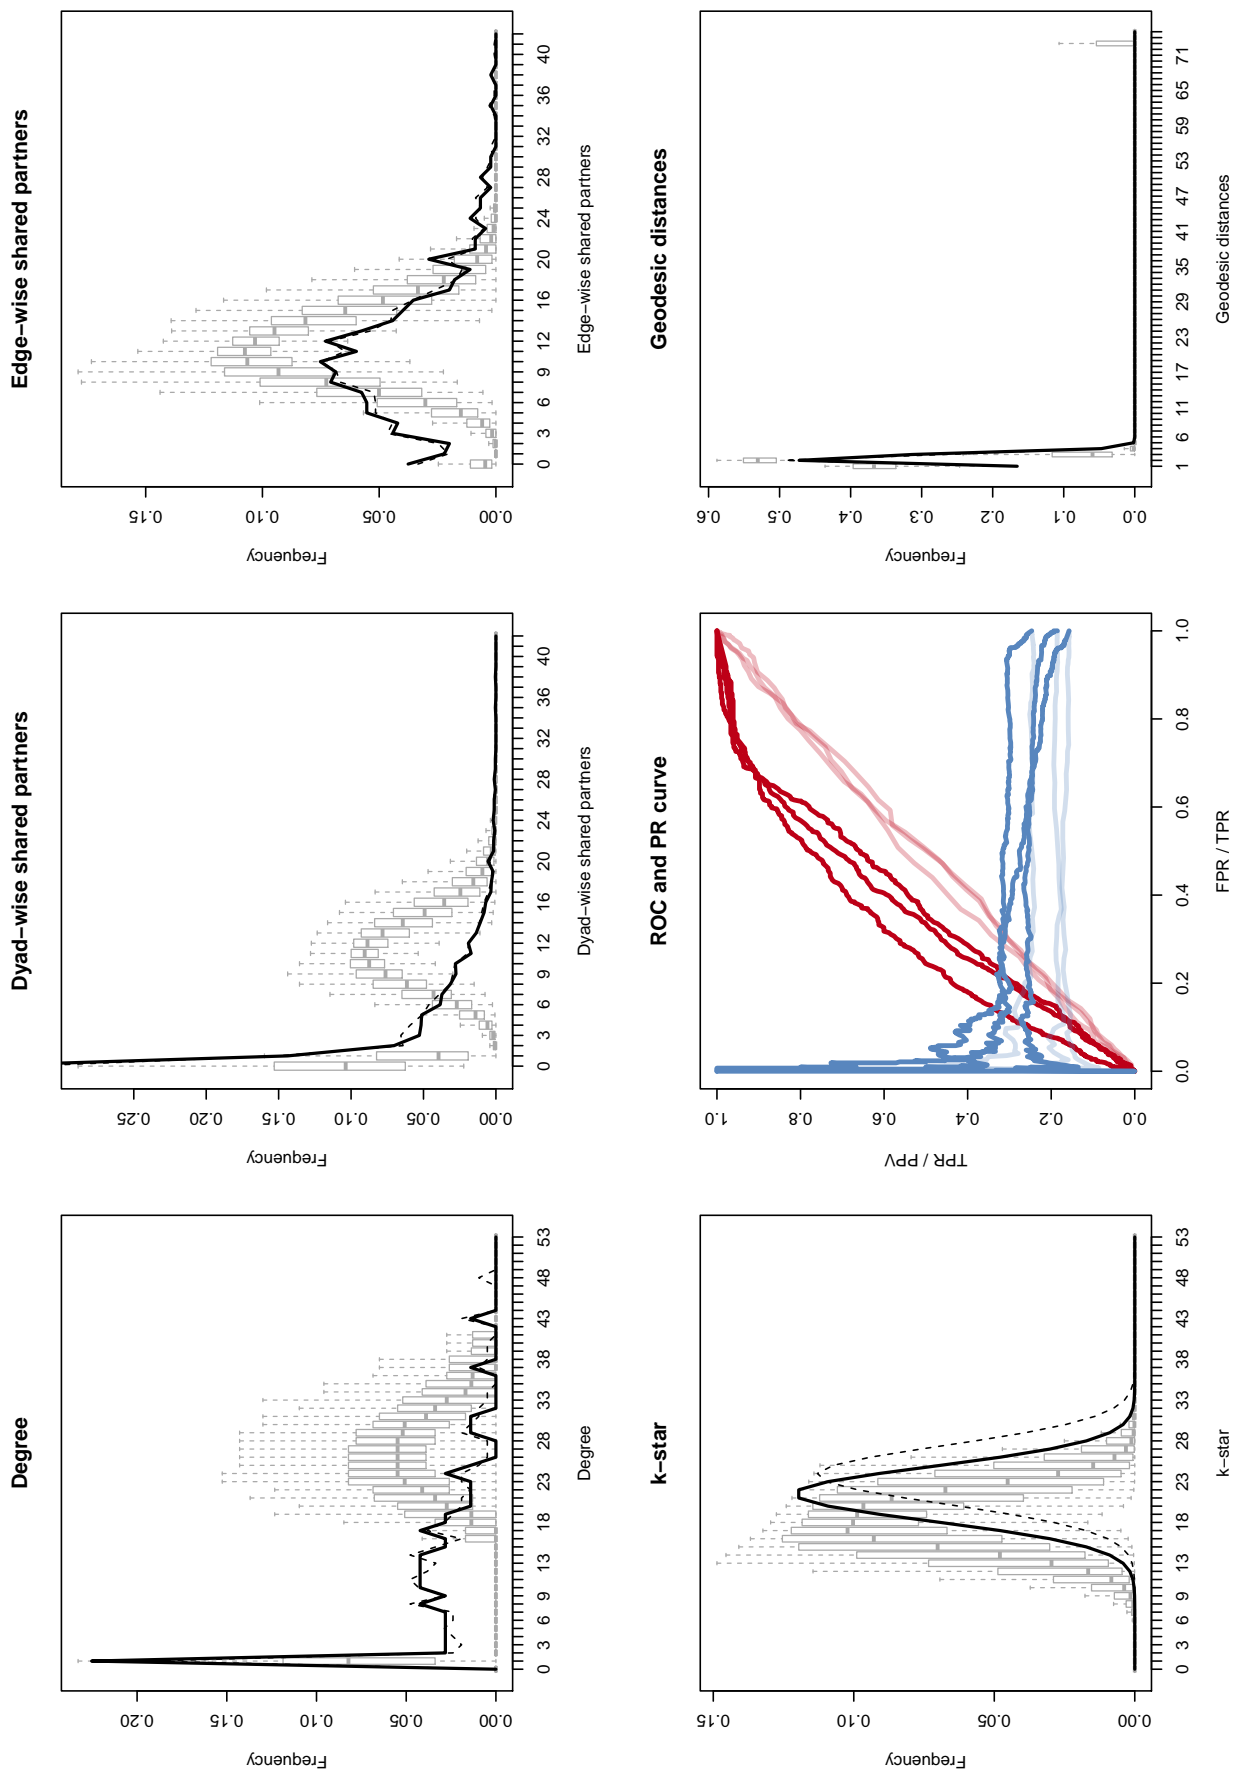 Degree
Frequency
0.00 0.05 0.10 0.15 0.20
0 3 6 9 13 18 23 28 33 38 43 48 53
Degree
Dyad−wise shared partners
Frequency
0.00 0.05 0.10 0.15 0.20 0.25
0 3 6 9 12 16 20 24 28 32 36 40
Dyad−wise shared partners
Edge−wise shared partners
Frequency
0.00 0.05 0.10 0.15
0 3 6 9 12 16 20 24 28 32 36 40
Edge−wise shared partners
k−star
Frequency
0.00 0.05 0.10 0.15
0 3 6 9 13 18 23 28 33 38 43 48 53
k−star
ROC and PR curve
TPR / PPV
0.0 0.2 0.4 0.6 0.8 1.0
0.0 0.2 0.4 0.6 0.8 1.0
FPR / TPR
Geodesic distances
Frequency
0.0 0.1 0.2 0.3 0.4 0.5 0.6
1 6 11 17 23 29 35 41 47 53 59 65 71
Geodesic distances